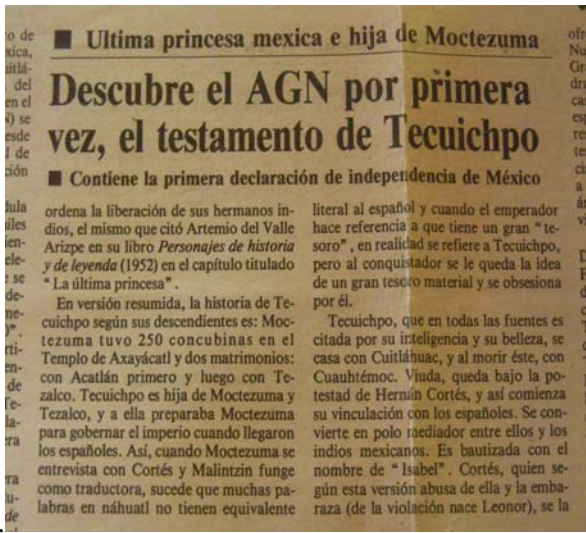 ■ Ultima princesa mexica e hija de Moctezuma
Descubre el AGN por primera
vez, el testamento de Tecuichpo
■ Contiene la primera declaración de independencia de México
ordena la liberación de sus hermanos in-
dios, el mismo que citó Artemio del Valle
Arizpe en su libro Personajes de historia
y de leyenda (1952) en el capítulo titulado
"La última princesa".
En versión resumida, la historia de Te-
cuichpo según sus descendientes es: Moc-
tezuma tuvo 250 concubinas en el
Templo de Axayácatl y dos matrimonios:
con Acatlán primero y luego con Te-
zalco. Tecuichpo es hija de Moctezuma y
Tezalco, y a ella preparaba Moctezuma
para gobernar el imperio cuando llegaron
los españoles. Así, cuando Moctezuma se
entrevista con Cortés y Malintzin funge
como traductora, sucede que muchas pa-
labras en náhuatl no tienen equivalente
literal al español y cuando el emperador
hace referencia a que tiene un gran "te-
soro", en realidad se refiere a Tecuichpo,
pero al conquistador se le queda la idea
de un gran tesoro material y se obsesiona
por él.
Tecuichpo, que en todas las fuentes es
citada por su inteligencia y su belleza, se
casa con Cuitláhuac, y al morir éste, con
Cuauhtémoc. Viuda, queda bajo la po-
testad de Hernán Cortés, y así comienza
su vinculación con los españoles. Se con-
vierte en polo mediador entre ellos y los
indios mexicanos. Es bautizada con el
nombre de "Isabel". Cortés, quien se-
gún esta versión abusa de ella y la emba-
raza (de la violación nace Leonor), se la